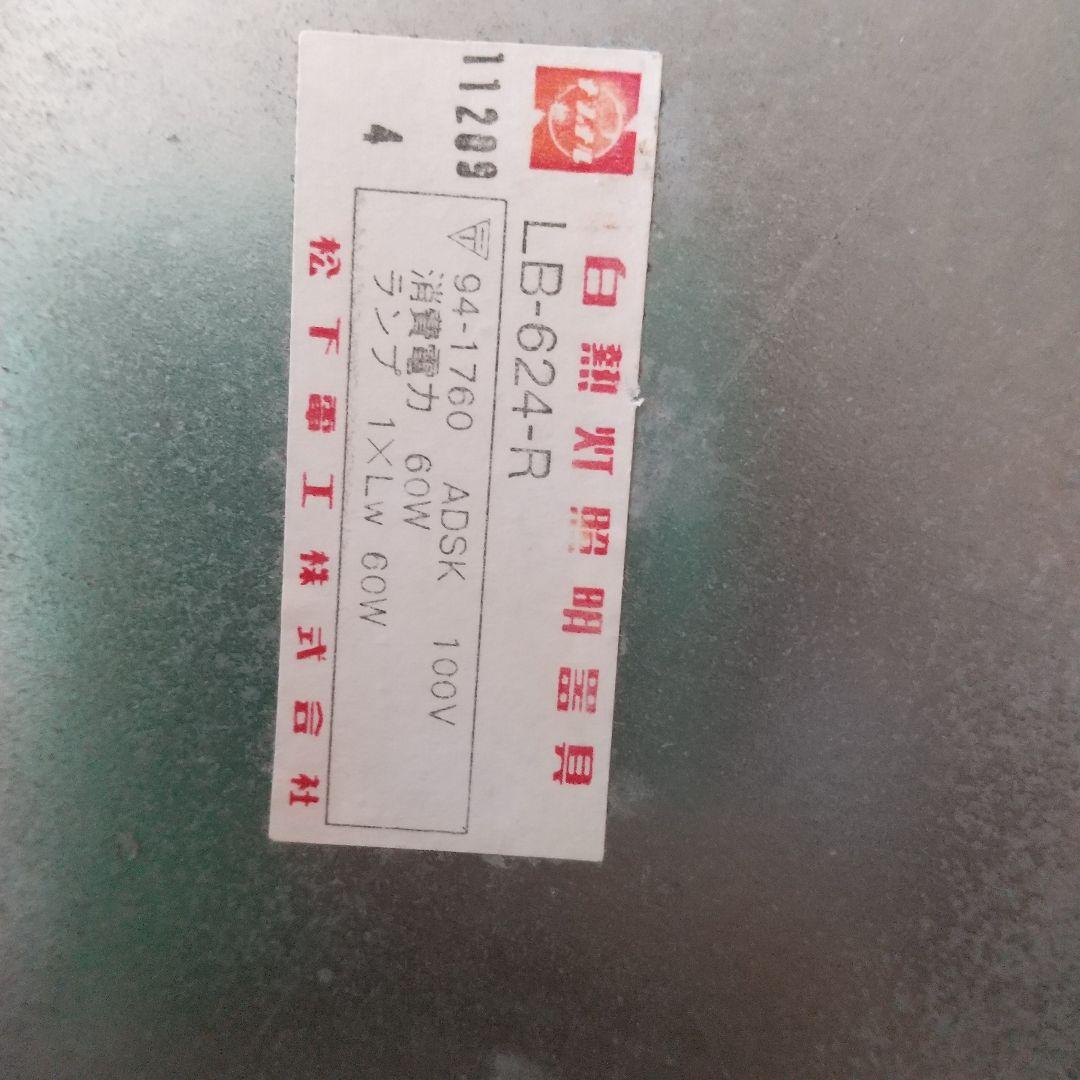 白熱灯照明器具
LB-624-R
94-1760 ADSK 100V
消費電力 60W
ランプ 1×Lw 60W
松下電工株式会社
11209
4